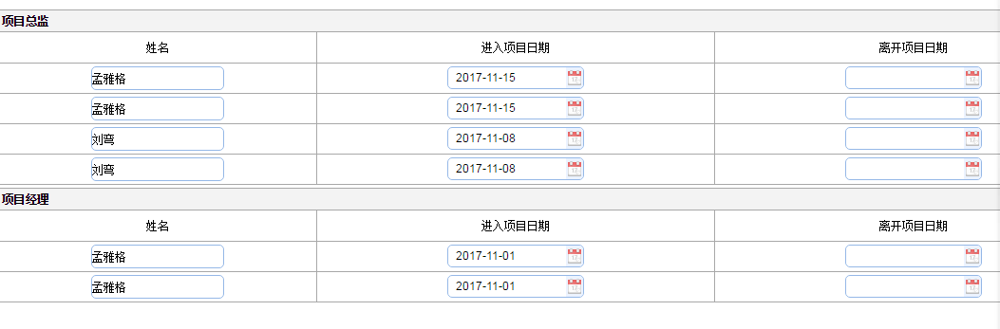 项目总监
姓名 进入项目日期 离开项目日期
孟雅格 2017-11-15
孟雅格 2017-11-15
刘弯 2017-11-08
刘弯 2017-11-08
项目经理
姓名 进入项目日期 离开项目日期
孟雅格 2017-11-01
孟雅格 2017-11-01